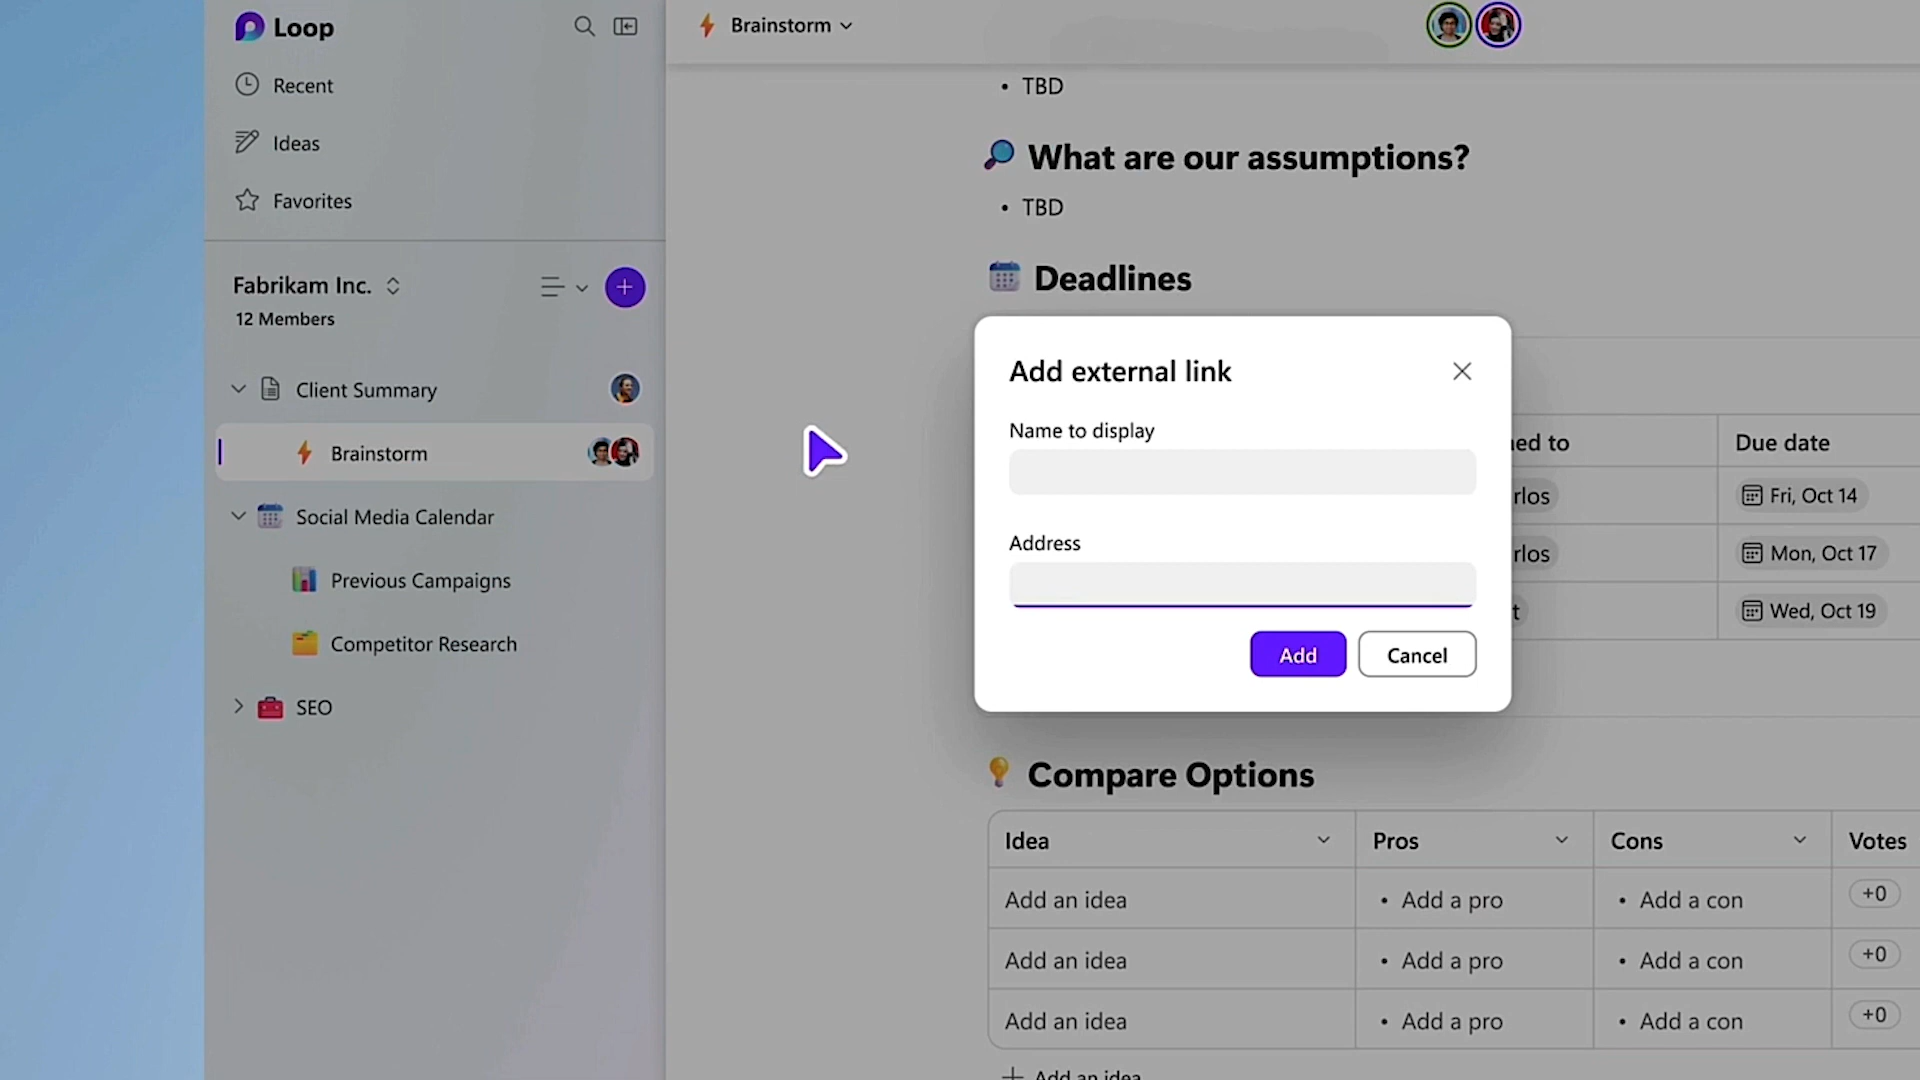 Loop
Recent
Ideas
Favorites
Fabrikam Inc.
12 Members
Client Summary
Brainstorm
Social Media Calendar
Previous Campaigns
Competitor Research
SEO
Brainstorm
• TBD
What are our assumptions?
• TBD
Deadlines
Due date
Fri, Oct 14
Mon, Oct 17
Wed, Oct 19
Add external link
Name to display
Address
Add
Cancel
Compare Options
Idea Pros Cons Votes
Add an idea • Add a pro • Add a con +0
Add an idea • Add a pro • Add a con +0
Add an idea • Add a pro • Add a con +0
Add an idea